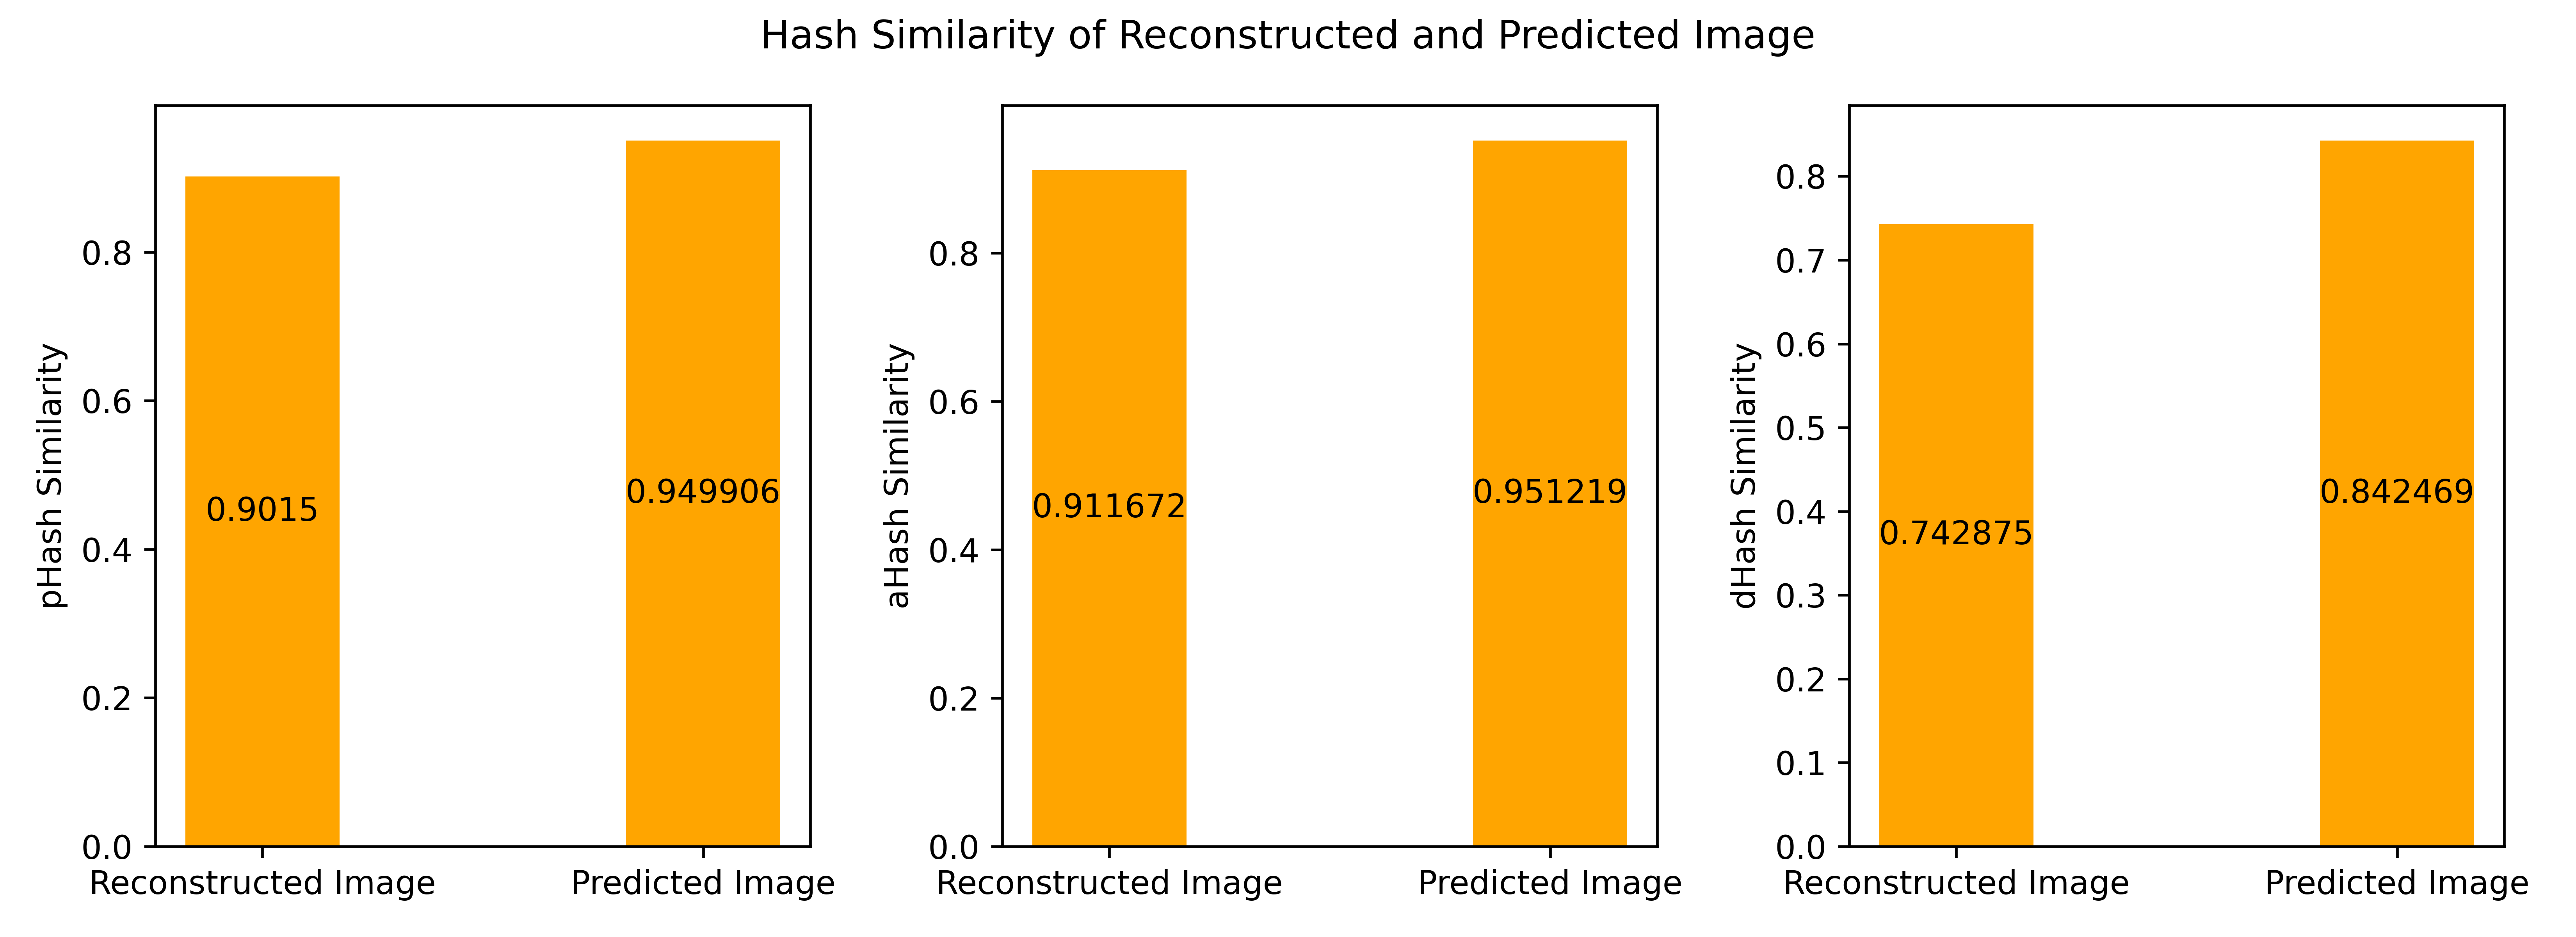 Hash Similarity of Reconstructed and Predicted Image
pHash Similarity
0.8
0.6
0.4
0.2
0.0
0.9015
0.949906
Reconstructed Image
Predicted Image
aHash Similarity
0.8
0.6
0.4
0.2
0.0
0.911672
0.951219
Reconstructed Image
Predicted Image
dHash Similarity
0.8
0.7
0.6
0.5
0.4
0.3
0.2
0.1
0.0
0.742875
0.842469
Reconstructed Image
Predicted Image